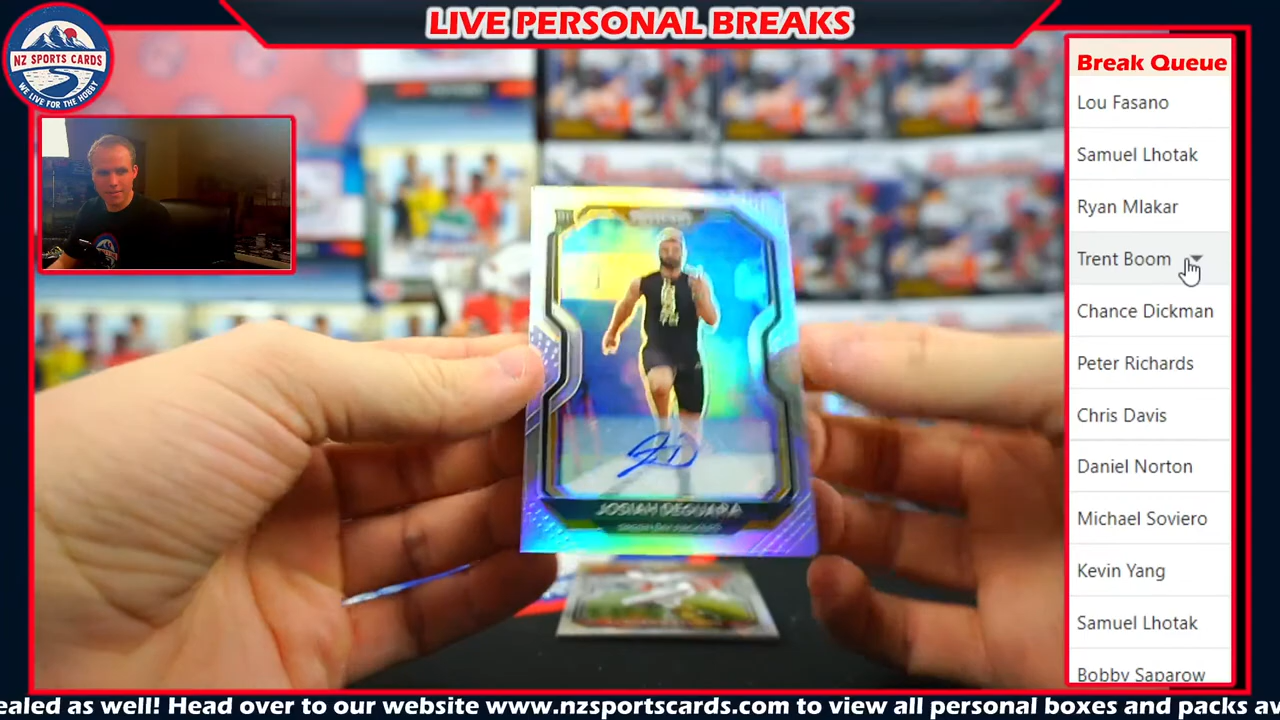 LIVE PERSONAL BREAKS
NZ SPORTS CARDS
WE LIVE FOR THE HOBBY
Break Queue
Lou Fasano
Samuel Lhotak
Ryan Mlakar
Trent Boom
Chance Dickman
Peter Richards
Chris Davis
Daniel Norton
Michael Soviero
Kevin Yang
Samuel Lhotak
Bobby Saparow
JOSIAH DEGUARA
ealed as well! Head over to our website www.nzsportscards.com to view all personal boxes and packs av